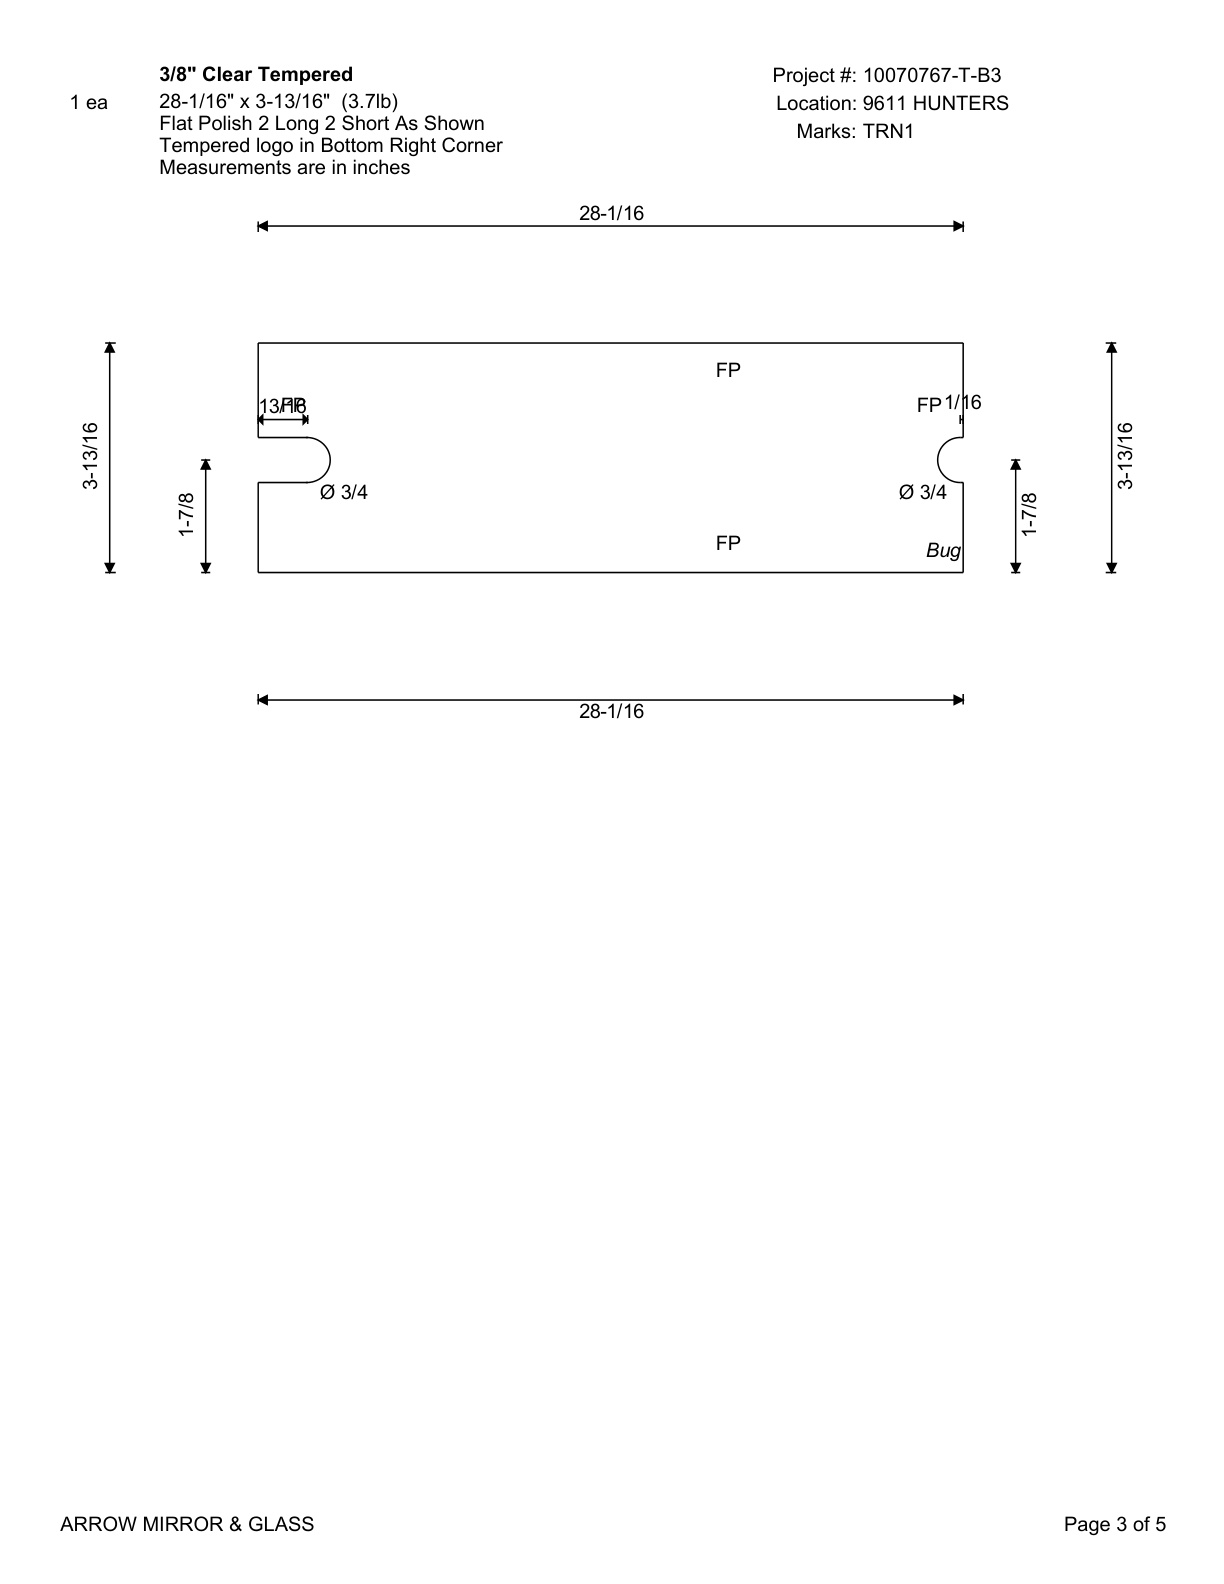 3/8" Clear Tempered
1 ea
28-1/16" x 3-13/16"  (3.7lb)
Flat Polish 2 Long 2 Short As Shown
Tempered logo in Bottom Right Corner
Measurements are in inches
Project #: 10070767-T-B3
Location: 9611 HUNTERS
Marks: TRN1
28-1/16
FP
13/16
FP
FP
1/16
3-13/16
3-13/16
Ø 3/4
Ø 3/4
1-7/8
1-7/8
FP
Bug
28-1/16
ARROW MIRROR & GLASS
Page 3 of 5